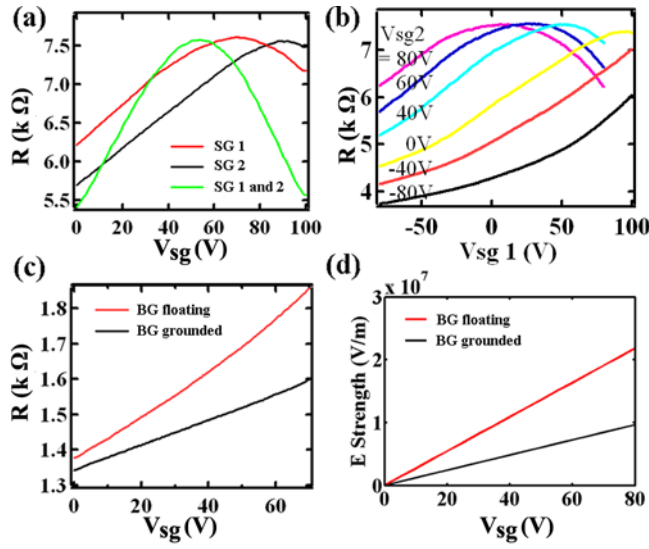 (a)
R (k Ω)
7.5
7.0
6.5
6.0
5.5
SG 1
SG 2
SG 1 and 2
0 20 40 60 80 100
Vsg (V)
(b)
R (k Ω)
7
6
5
4
Vsg2
= 80V
60V
40V
0V
-40V
-80V
-50 0 50 100
Vsg 1 (V)
(c)
R (k Ω)
1.8
1.7
1.6
1.5
1.4
1.3
BG floating
BG grounded
0 20 40 60
Vsg (V)
(d)
x 10⁷
E Strength (V/m)
3
2
1
0
BG floating
BG grounded
0 20 40 60 80
Vsg (V)